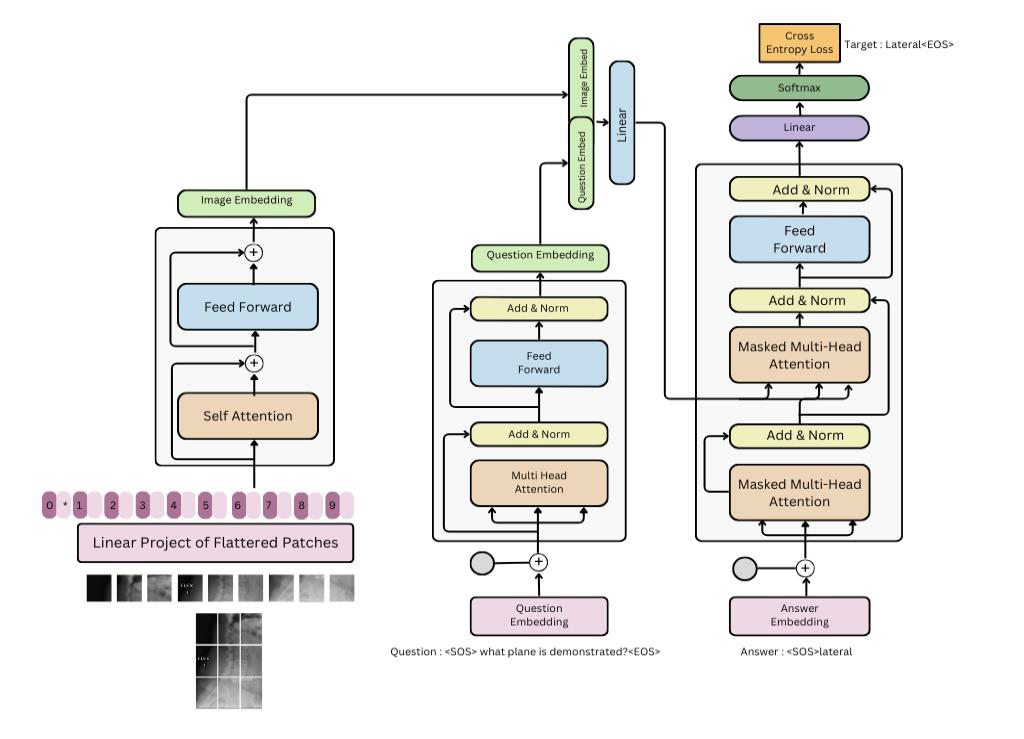 Cross
Entropy Loss
Target : Lateral<EOS>
Softmax
Linear
Image Embed
Question Embed
Linear
Add & Norm
Feed
Forward
Add & Norm
Masked Multi-Head
Attention
Add & Norm
Masked Multi-Head
Attention
Answer
Embedding
Answer : <SOS>lateral
Image Embedding
+
Feed Forward
+
Self Attention
0 * 1 2 3 4 5 6 7 8 9
Linear Project of Flattered Patches
FLEX
FLEX
Question Embedding
Add & Norm
Feed
Forward
Add & Norm
Multi Head
Attention
+
Question
Embedding
Question : <SOS> what plane is demonstrated?<EOS>
+